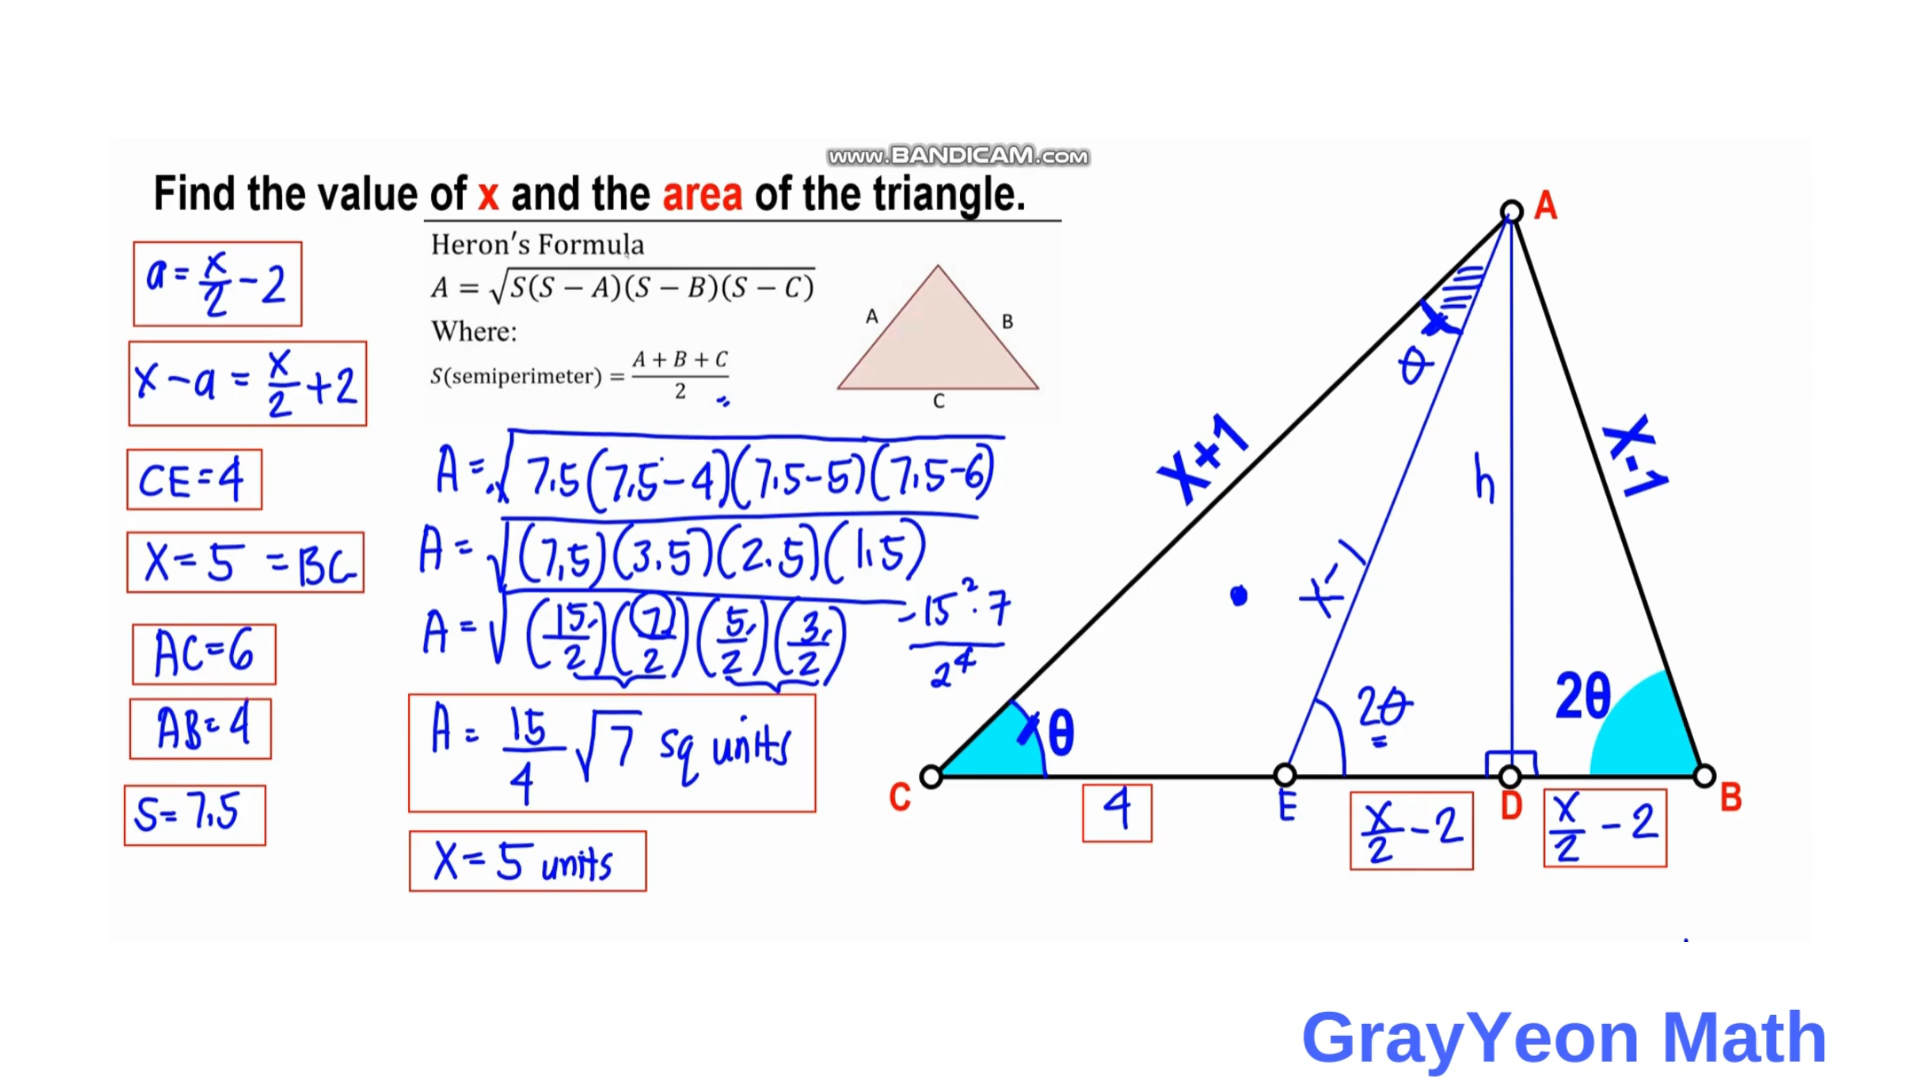 www.BANDICAM.com
Find the value of x and the area of the triangle.
a = x/2 - 2
x - a = x/2 + 2
CE = 4
X = 5 = BC
AC = 6
AB = 4
S = 7.5
Heron's Formula
A = √S(S − A)(S − B)(S − C)
Where:
S(semiperimeter) = A + B + C / 2
A
B
C
A = √7.5(7.5-4)(7.5-5)(7.5-6)
A = √(7.5)(3.5)(2.5)(1.5)
A = √(15/2)(7/2)(5/2)(3/2)
15²·7 / 2⁴
A = 15/4 √7 sq units
X = 5 units
A
θ
X+1
X-1
h
x-1
θ
2θ
2θ
C
E
D
B
4
x/2 - 2
x/2 - 2
GrayYeon Math